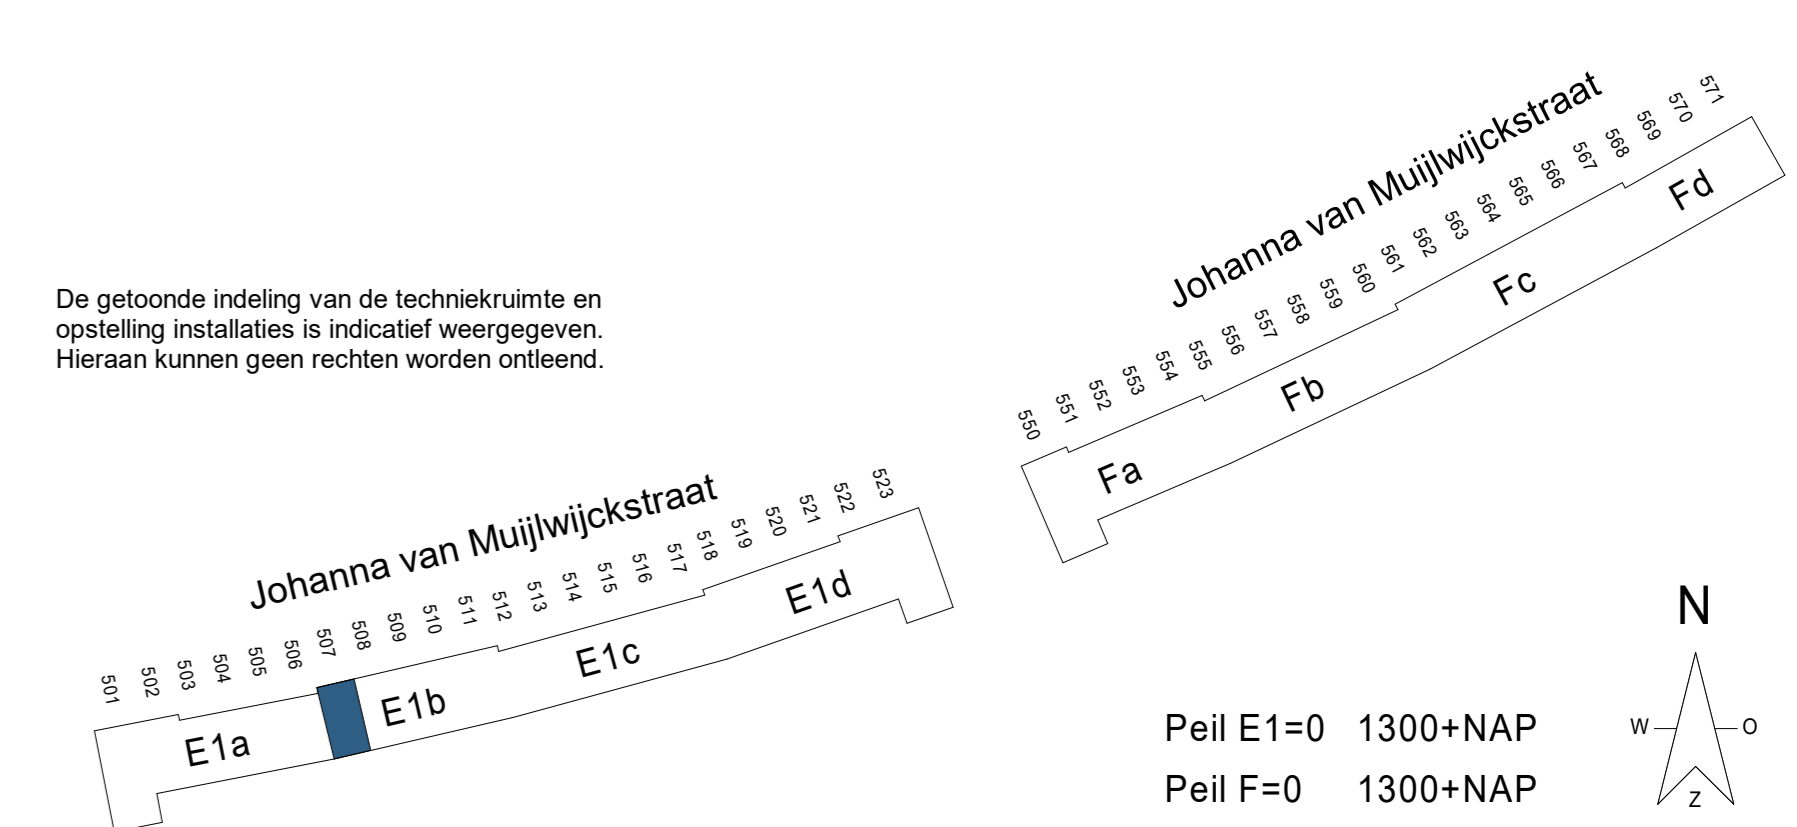 De getoonde indeling van de techniekruimte en
opstelling installaties is indicatief weergegeven.
Hieraan kunnen geen rechten worden ontleend.
Johanna van Muijlwijckstraat
501
502
503
504
505
506
507
508
509
510
511
512
513
514
515
516
517
518
519
520
521
522
523
E1a
E1b
E1c
E1d
Johanna van Muijlwijckstraat
550
551
552
553
554
555
556
557
558
559
560
561
562
563
564
565
566
567
568
569
570
571
Fa
Fb
Fc
Fd
Peil E1=0 1300+NAP
Peil F=0 1300+NAP
N
W
O
Z